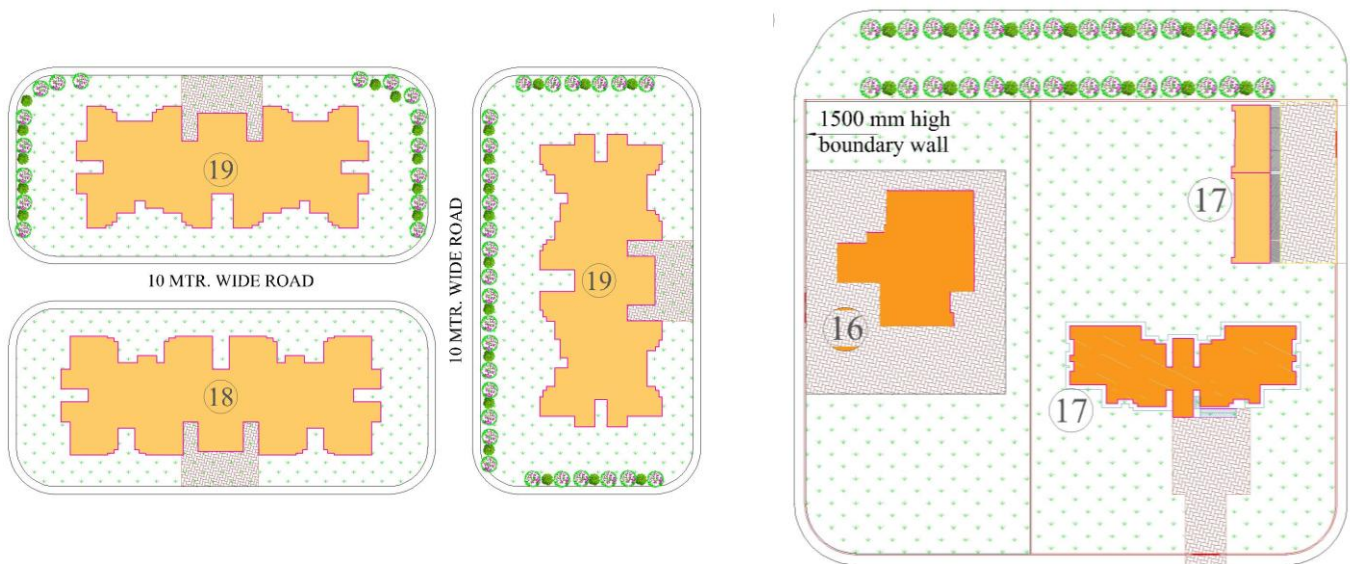 19
10 MTR. WIDE ROAD
18
10 MTR. WIDE ROAD
19
1500 mm high
boundary wall
16
17
17